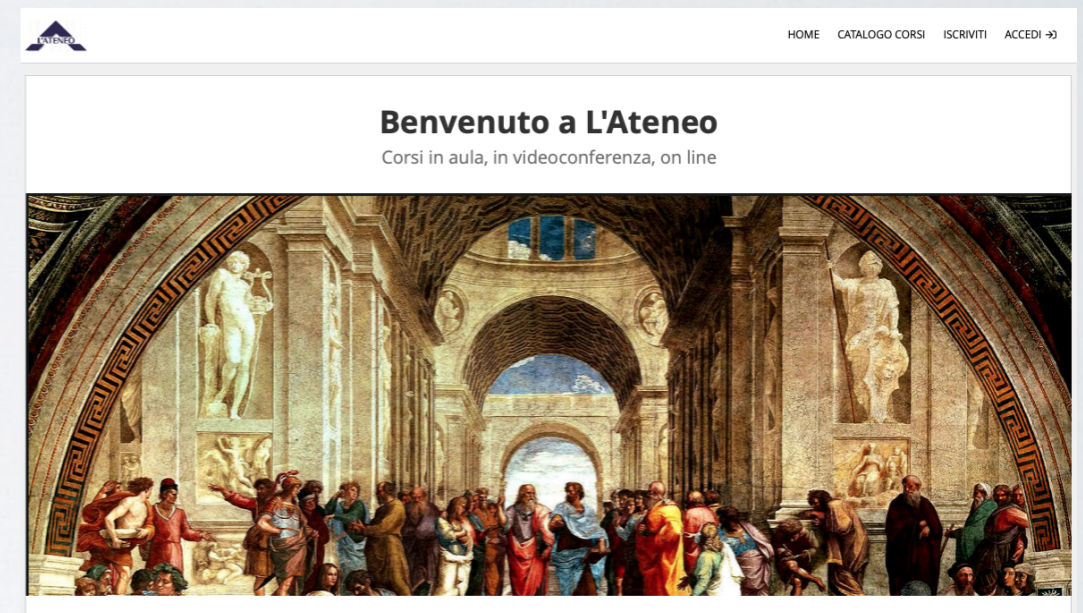 L'ATENEO
HOME CATALOGO CORSI ISCRIVITI ACCEDI
Benvenuto a L'Ateneo
Corsi in aula, in videoconferenza, on line